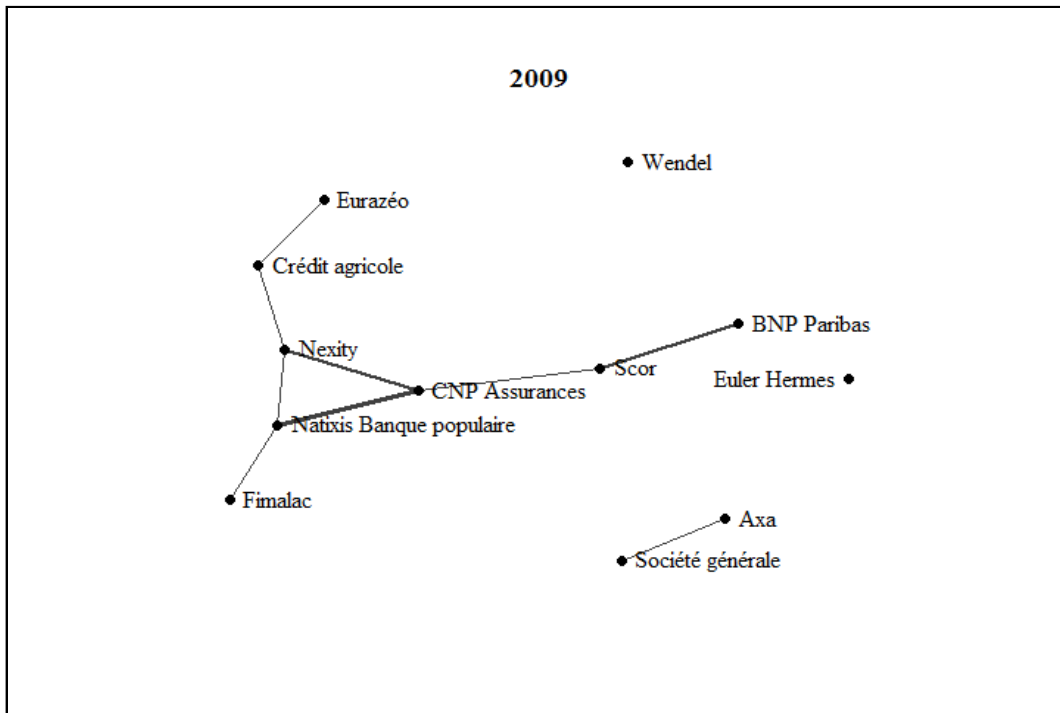 2009
Wendel
Eurazéo
Crédit agricole
BNP Paribas
Nexity
Scor
Euler Hermes
CNP Assurances
Natixis Banque populaire
Fimalac
Axa
Société générale